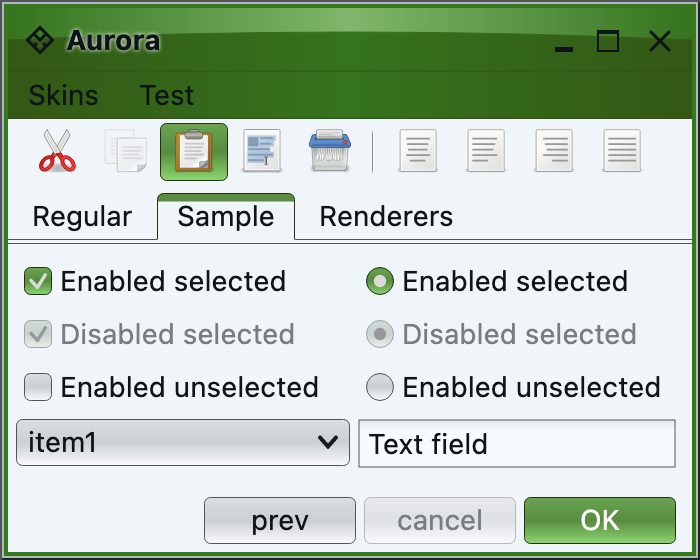 Aurora
Skins Test
Regular Sample Renderers
Enabled selected Enabled selected
Disabled selected Disabled selected
Enabled unselected Enabled unselected
item1 Text field
prev cancel OK